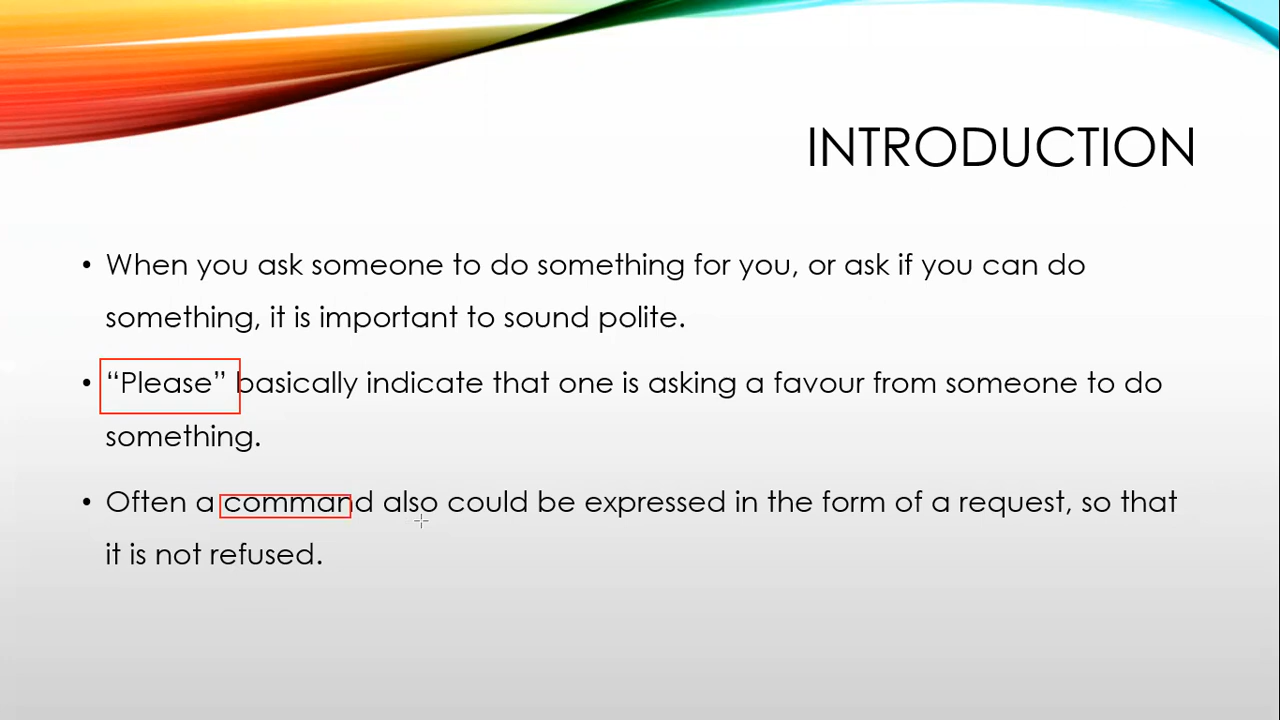 INTRODUCTION
• When you ask someone to do something for you, or ask if you can do
something, it is important to sound polite.
• “Please” basically indicate that one is asking a favour from someone to do
something.
• Often a command also could be expressed in the form of a request, so that
it is not refused.